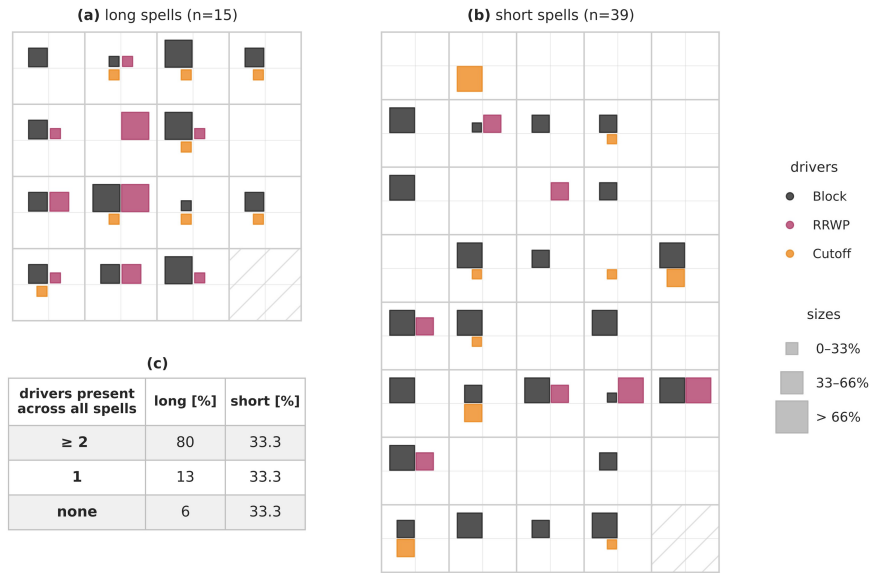 (a) long spells (n=15)
(b) short spells (n=39)
drivers
Block
RRWP
Cutoff
sizes
0–33%
33–66%
> 66%
(c)
drivers present
across all spells
long [%]
short [%]
≥ 2
80
33.3
1
13
33.3
none
6
33.3